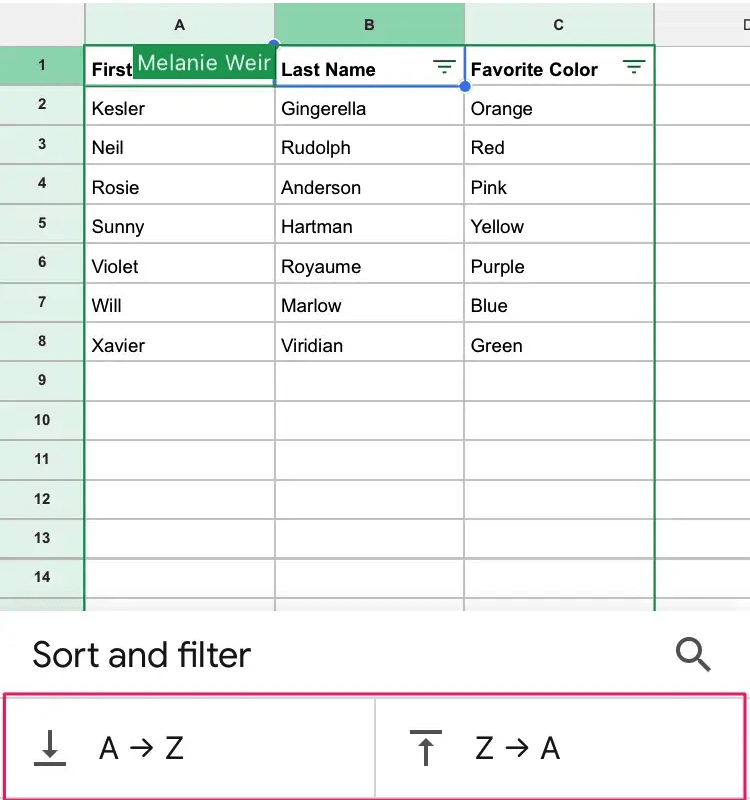 A B C D
1 First Melanie Weir Last Name Favorite Color
2 Kesler Gingerella Orange
3 Neil Rudolph Red
4 Rosie Anderson Pink
5 Sunny Hartman Yellow
6 Violet Royaume Purple
7 Will Marlow Blue
8 Xavier Viridian Green
9
10
11
12
13
14
Sort and filter
A → Z Z → A